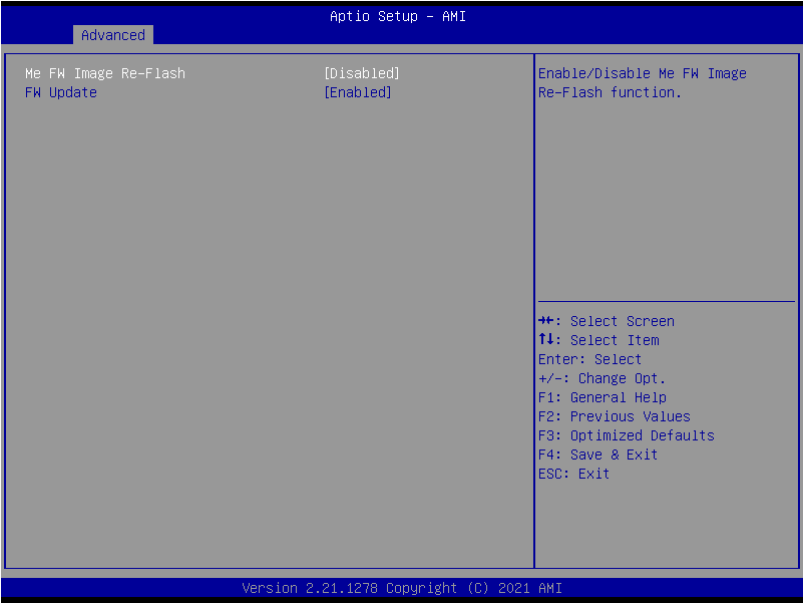 Aptio Setup – AMI
Advanced
Me FW Image Re–Flash [Disabled]
FW Update [Enabled]
Enable/Disable Me FW Image
Re–Flash function.
→←: Select Screen
↑↓: Select Item
Enter: Select
+/–: Change Opt.
F1: General Help
F2: Previous Values
F3: Optimized Defaults
F4: Save & Exit
ESC: Exit
Version 2.21.1278 Copyright (C) 2021 AMI